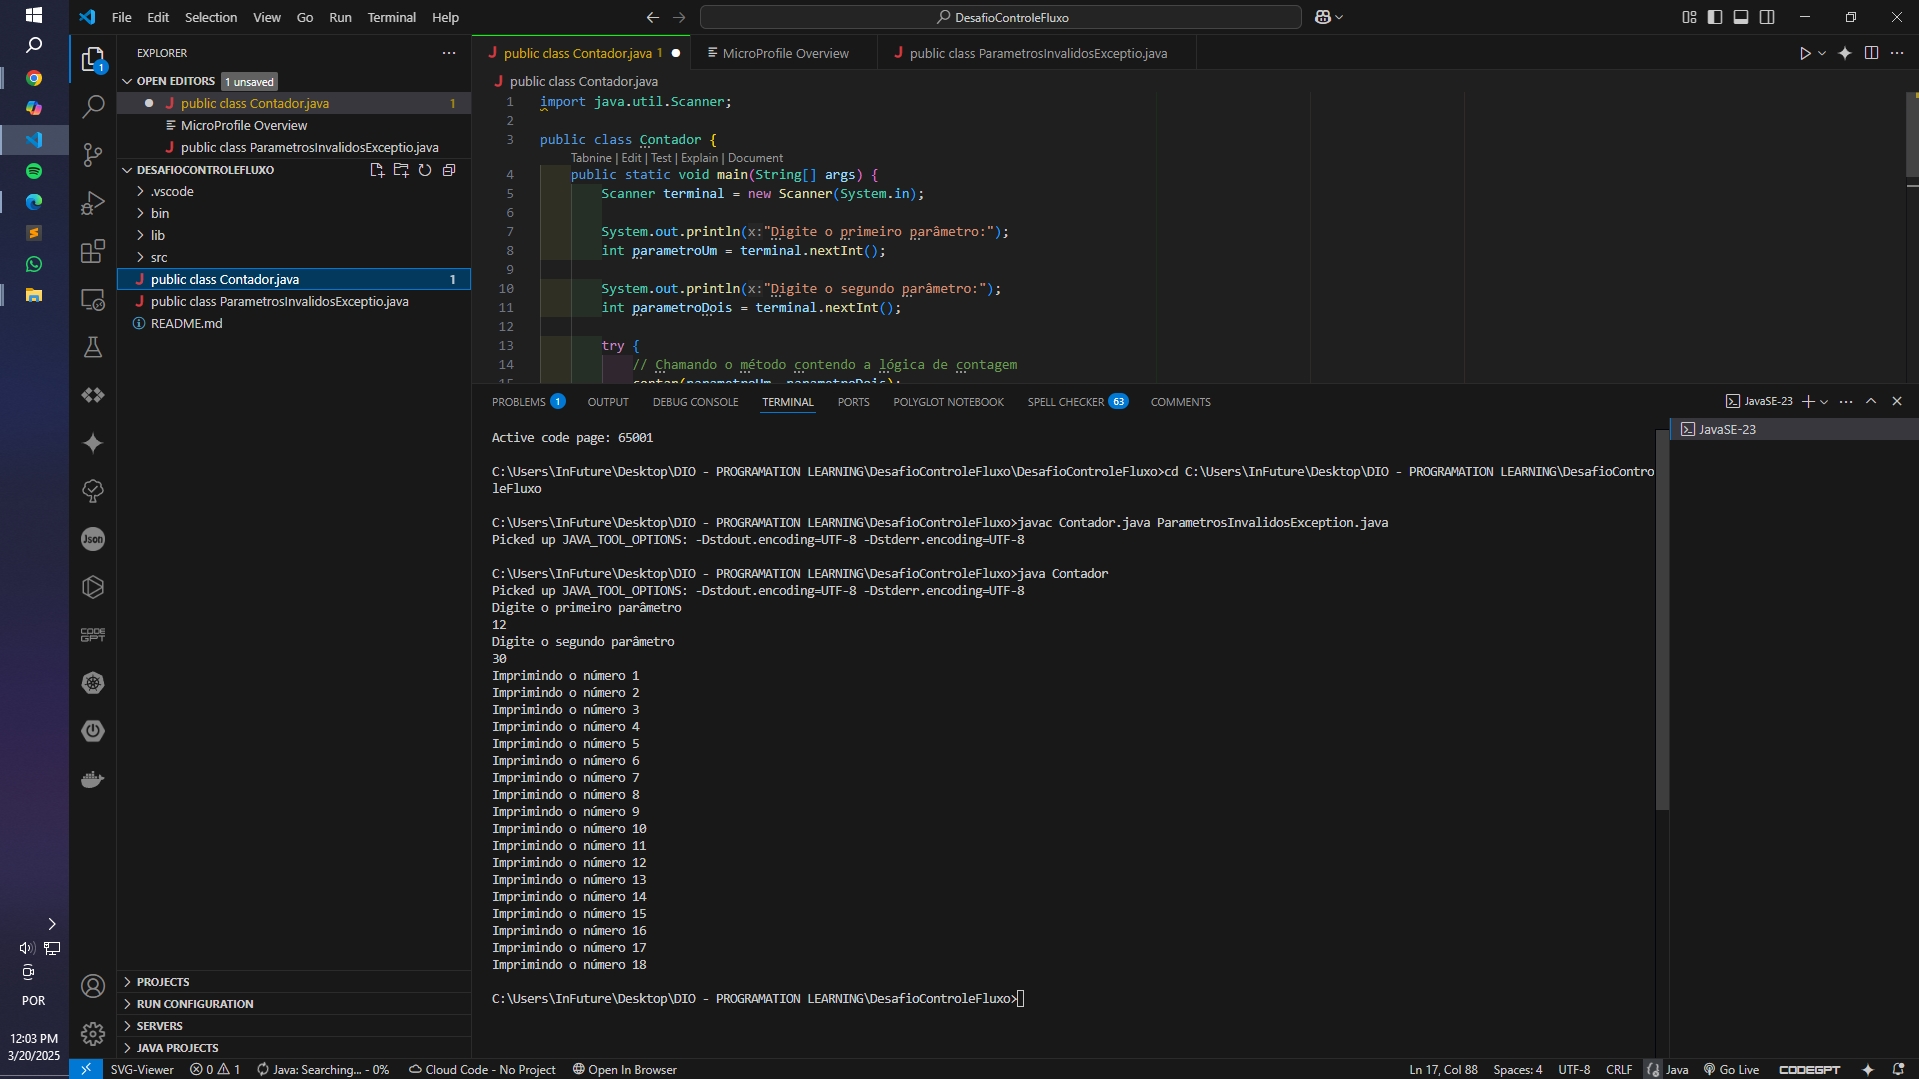 File Edit Selection View Go Run Terminal Help
DesafioControleFluxo
EXPLORER
OPEN EDITORS 1 unsaved
public class Contador.java 1
MicroProfile Overview
public class ParametrosInvalidosExceptio.java
DESAFIOCONTROLEFLUXO
.vscode
bin
lib
src
public class Contador.java 1
public class ParametrosInvalidosExceptio.java
README.md
PROJECTS
RUN CONFIGURATION
SERVERS
JAVA PROJECTS
1
Json
CODE
GPT
POR
12:03 PM
3/20/2025
public class Contador.java 1
MicroProfile Overview
public class ParametrosInvalidosExceptio.java
public class Contador.java
1 import java.util.Scanner;
2
3 public class Contador {
Tabnine | Edit | Test | Explain | Document
4 public static void main(String[] args) {
5 Scanner terminal = new Scanner(System.in);
6
7 System.out.println(x:"Digite o primeiro parâmetro:");
8 int parametroUm = terminal.nextInt();
9
10 System.out.println(x:"Digite o segundo parâmetro:");
11 int parametroDois = terminal.nextInt();
12
13 try {
14 // Chamando o método contendo a lógica de contagem
15 contar(parametroUm, parametroDois);
PROBLEMS 1 OUTPUT DEBUG CONSOLE TERMINAL PORTS POLYGLOT NOTEBOOK SPELL CHECKER 63 COMMENTS
JavaSE-23
JavaSE-23
Active code page: 65001
C:\Users\InFuture\Desktop\DIO - PROGRAMATION LEARNING\DesafioControleFluxo\DesafioControleFluxo>cd C:\Users\InFuture\Desktop\DIO - PROGRAMATION LEARNING\DesafioContro
leFluxo
C:\Users\InFuture\Desktop\DIO - PROGRAMATION LEARNING\DesafioControleFluxo>javac Contador.java ParametrosInvalidosException.java
Picked up JAVA_TOOL_OPTIONS: -Dstdout.encoding=UTF-8 -Dstderr.encoding=UTF-8
C:\Users\InFuture\Desktop\DIO - PROGRAMATION LEARNING\DesafioControleFluxo>java Contador
Picked up JAVA_TOOL_OPTIONS: -Dstdout.encoding=UTF-8 -Dstderr.encoding=UTF-8
Digite o primeiro parâmetro
12
Digite o segundo parâmetro
30
Imprimindo o número 1
Imprimindo o número 2
Imprimindo o número 3
Imprimindo o número 4
Imprimindo o número 5
Imprimindo o número 6
Imprimindo o número 7
Imprimindo o número 8
Imprimindo o número 9
Imprimindo o número 10
Imprimindo o número 11
Imprimindo o número 12
Imprimindo o número 13
Imprimindo o número 14
Imprimindo o número 15
Imprimindo o número 16
Imprimindo o número 17
Imprimindo o número 18
C:\Users\InFuture\Desktop\DIO - PROGRAMATION LEARNING\DesafioControleFluxo>
SVG-Viewer 0 1 Java: Searching... - 0% Cloud Code - No Project Open In Browser
Ln 17, Col 88 Spaces: 4 UTF-8 CRLF Java Go Live CODEGPT